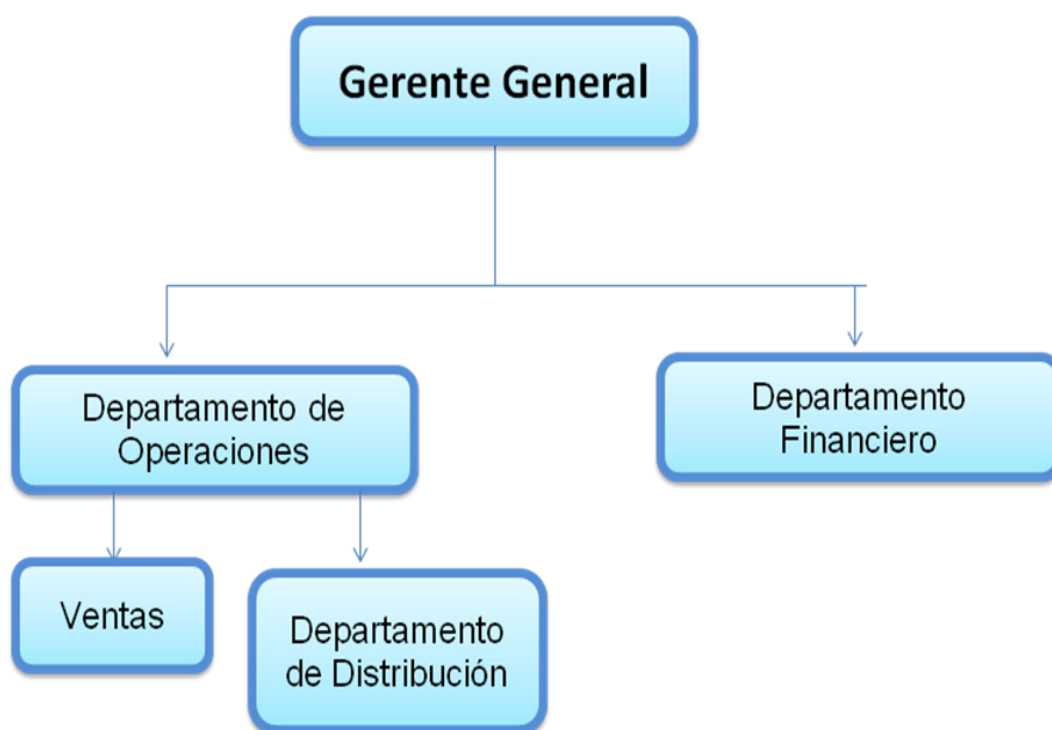 Gerente General
Departamento de
Operaciones
Departamento
Financiero
Ventas
Departamento
de Distribución